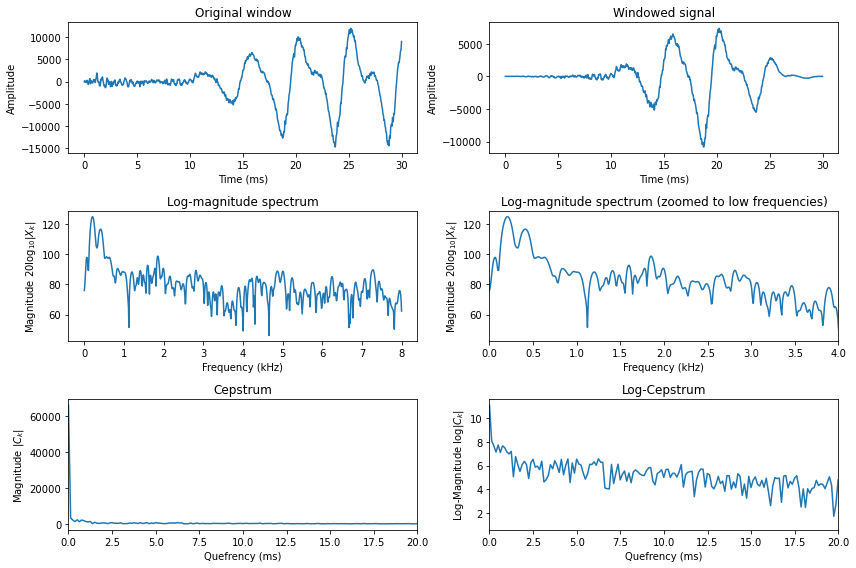 Original window
Amplitude
10000
5000
0
−5000
−10000
−15000
0 5 10 15 20 25 30
Time (ms)
Windowed signal
Amplitude
5000
0
−5000
−10000
0 5 10 15 20 25 30
Time (ms)
Log-magnitude spectrum
Magnitude 20log₁₀|Xₖ|
120
100
80
60
0 1 2 3 4 5 6 7 8
Frequency (kHz)
Log-magnitude spectrum (zoomed to low frequencies)
Magnitude 20log₁₀|Xₖ|
120
100
80
60
0.0 0.5 1.0 1.5 2.0 2.5 3.0 3.5 4.0
Frequency (kHz)
Cepstrum
Magnitude |Cₖ|
60000
40000
20000
0
0.0 2.5 5.0 7.5 10.0 12.5 15.0 17.5 20.0
Quefrency (ms)
Log-Cepstrum
Log-Magnitude log|Cₖ|
10
8
6
4
2
0.0 2.5 5.0 7.5 10.0 12.5 15.0 17.5 20.0
Quefrency (ms)